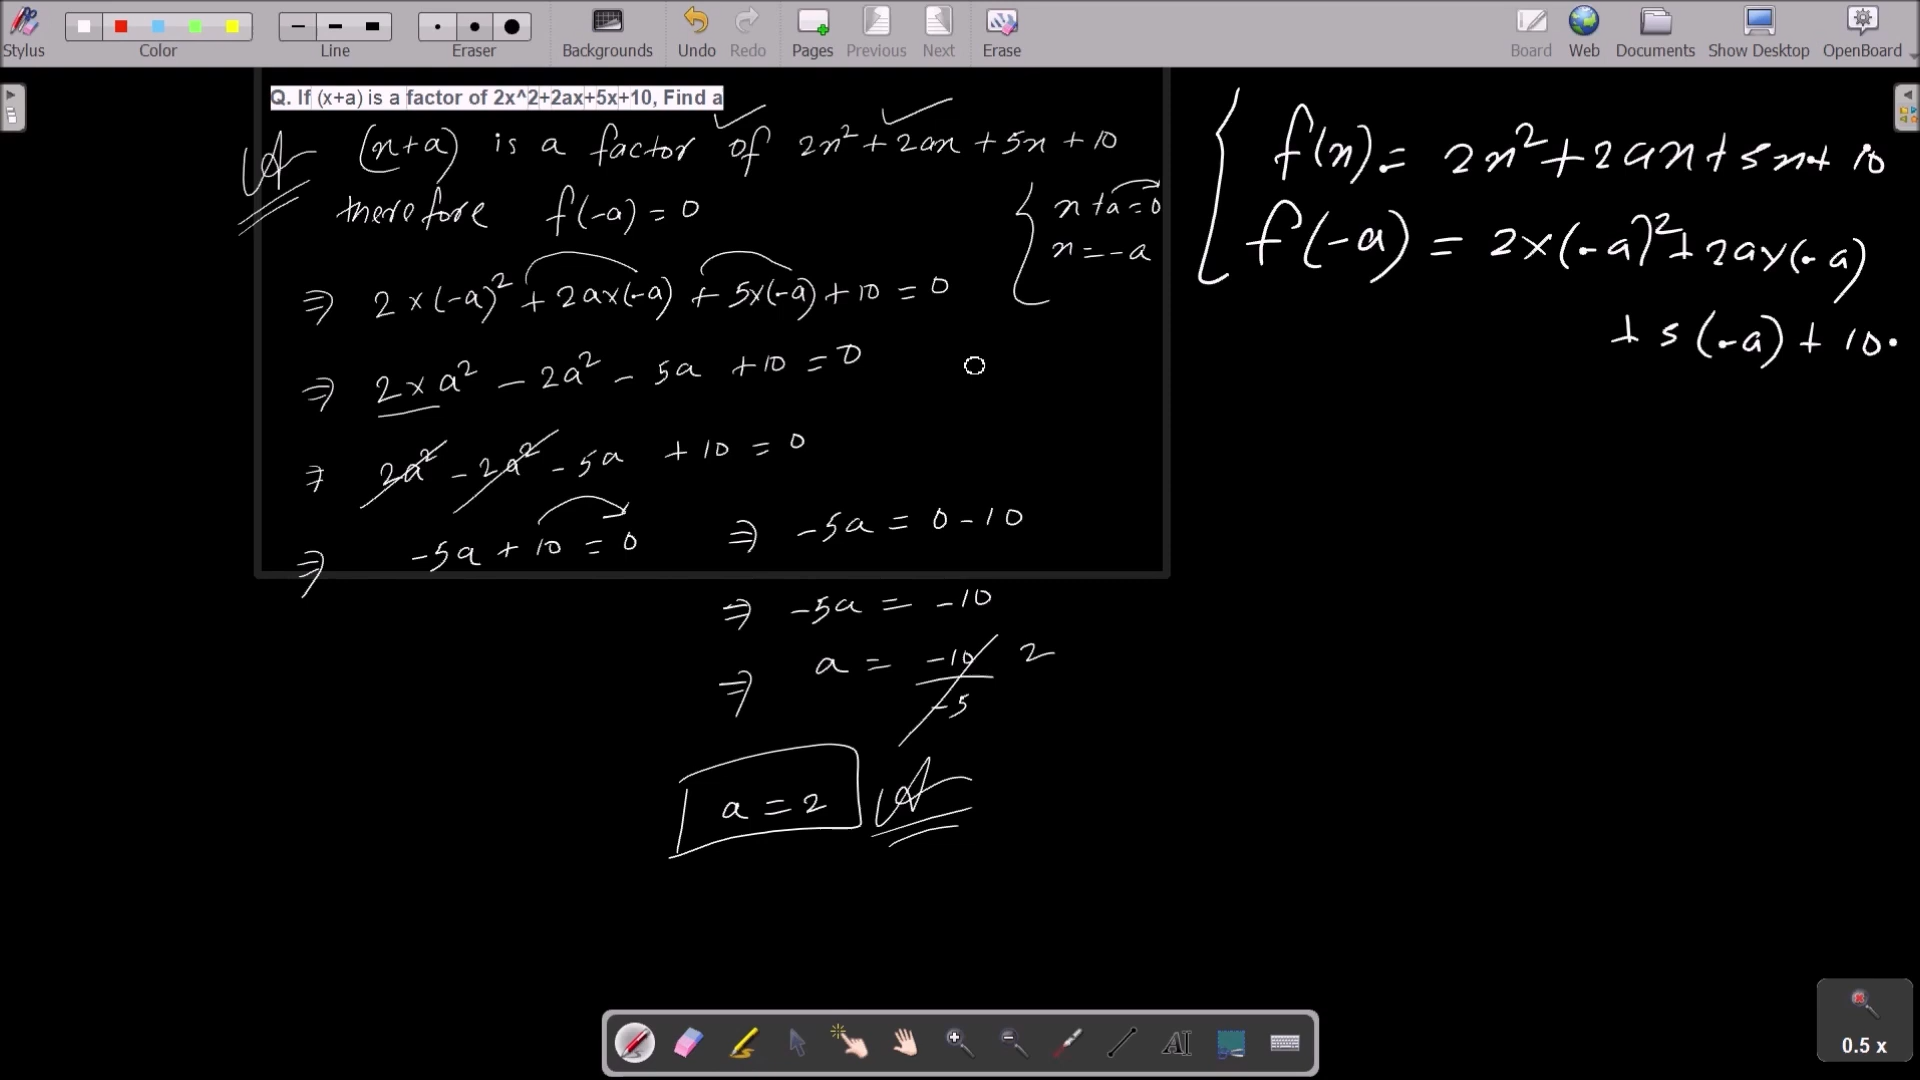 Stylus Color Line Eraser Backgrounds Undo Redo Pages Previous Next Erase Board Web Documents Show Desktop OpenBoard
Q. If (x+a) is a factor of 2x^2+2ax+5x+10, Find a
(x+a) is a factor of 2x² + 2ax + 5x + 10
therefore f(-a) = 0
x + a = 0
x = -a
⇒ 2 × (-a)² + 2a×(-a) + 5×(-a) + 10 = 0
⇒ 2 × a² - 2a² - 5a + 10 = 0
⇒ 2a² - 2a² - 5a + 10 = 0
⇒ -5a + 10 = 0
⇒ -5a = 0 - 10
⇒ -5a = -10
⇒ a = -10/-5 2
a = 2
f(x) = 2x² + 2ax + 5x + 10
f(-a) = 2×(-a)² + 2a×(-a)
+ 5(-a) + 10.
AI
0.5 x